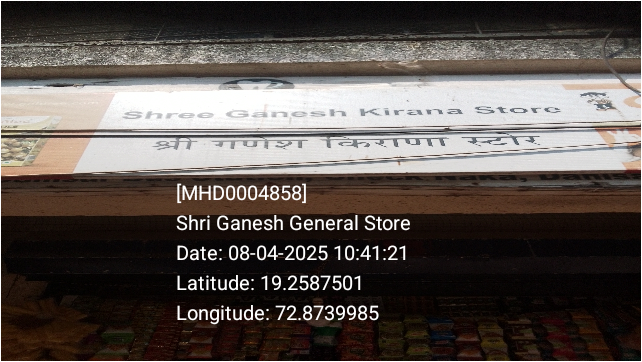 Shree Ganesh Kirana Store
श्री गणेश किराणा स्टोर
[MHD0004858]
Shri Ganesh General Store
Date: 08-04-2025 10:41:21
Latitude: 19.2587501
Longitude: 72.8739985